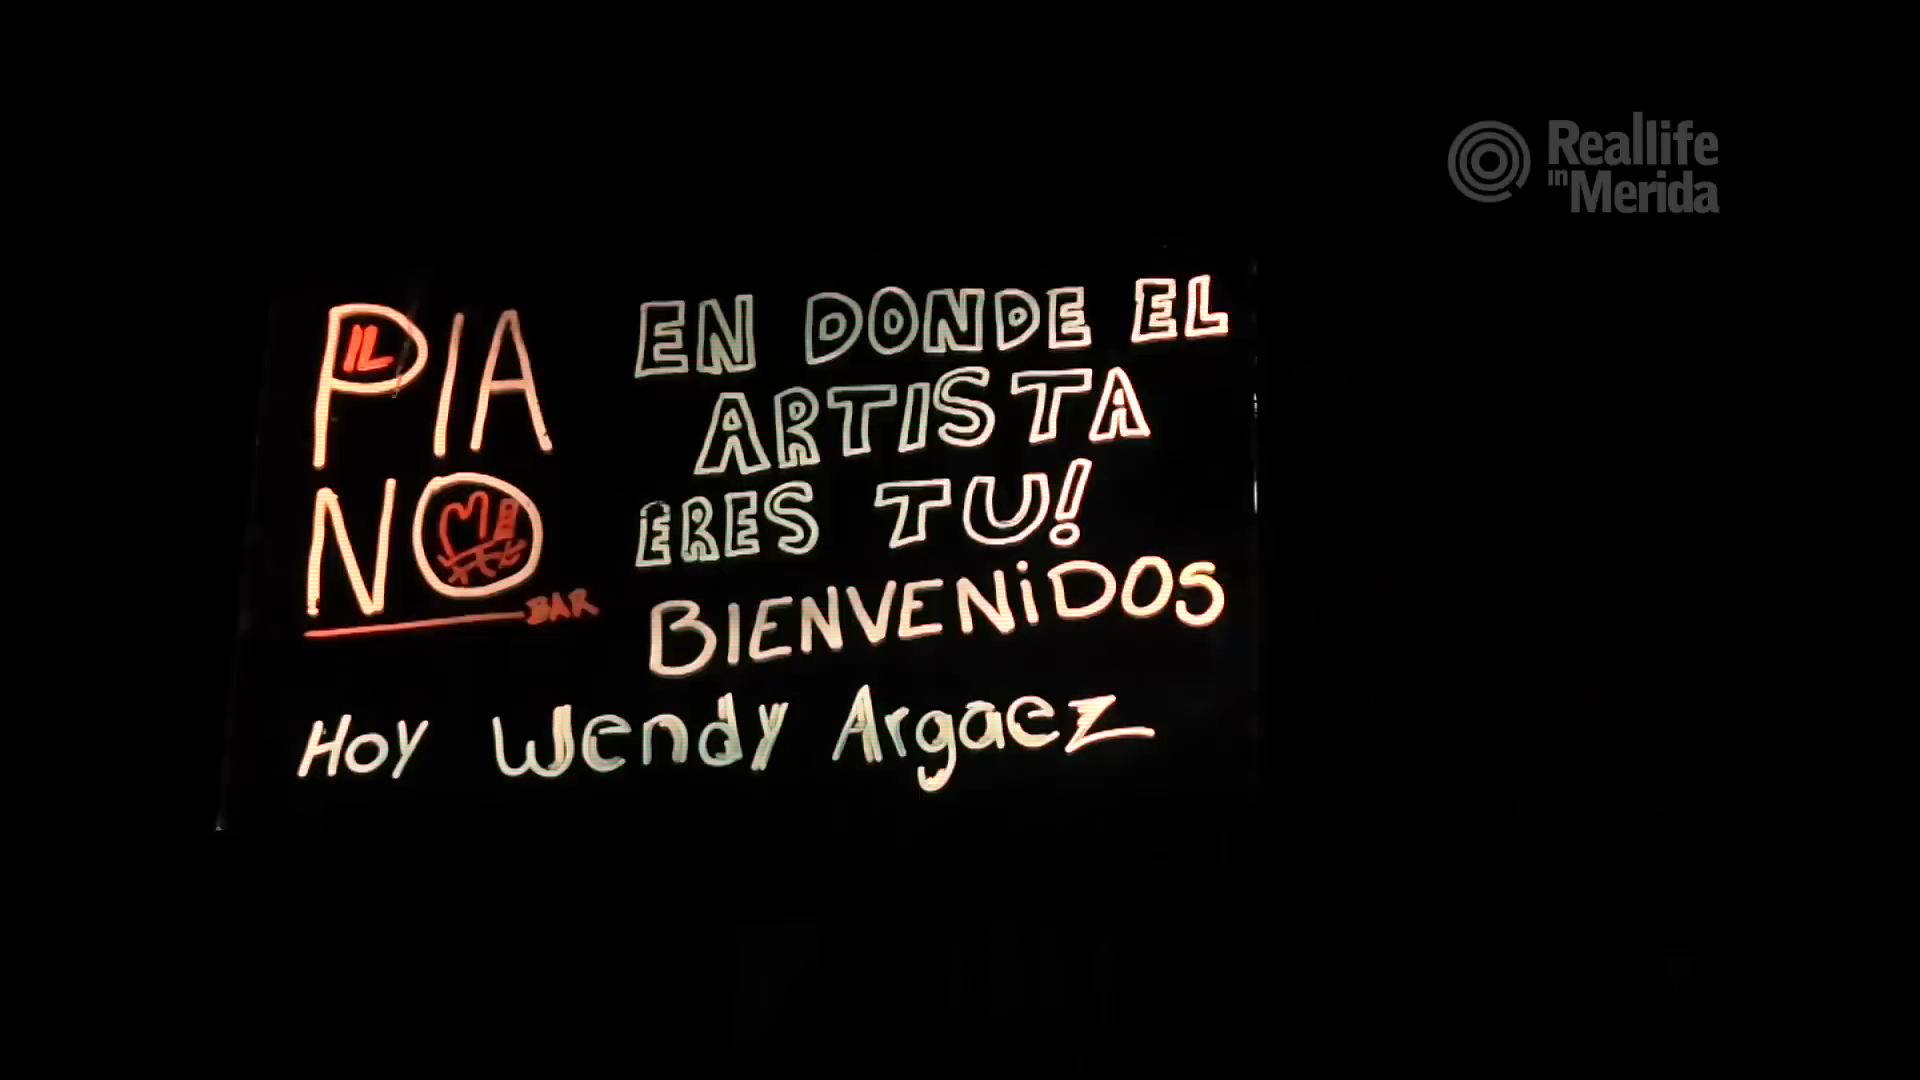 IL
PIA
NO
BAR
EN DONDE EL
ARTISTA
ERES TU!
BIENVENiDOS
Hoy Wendy Argaez
Reallife
in Merida